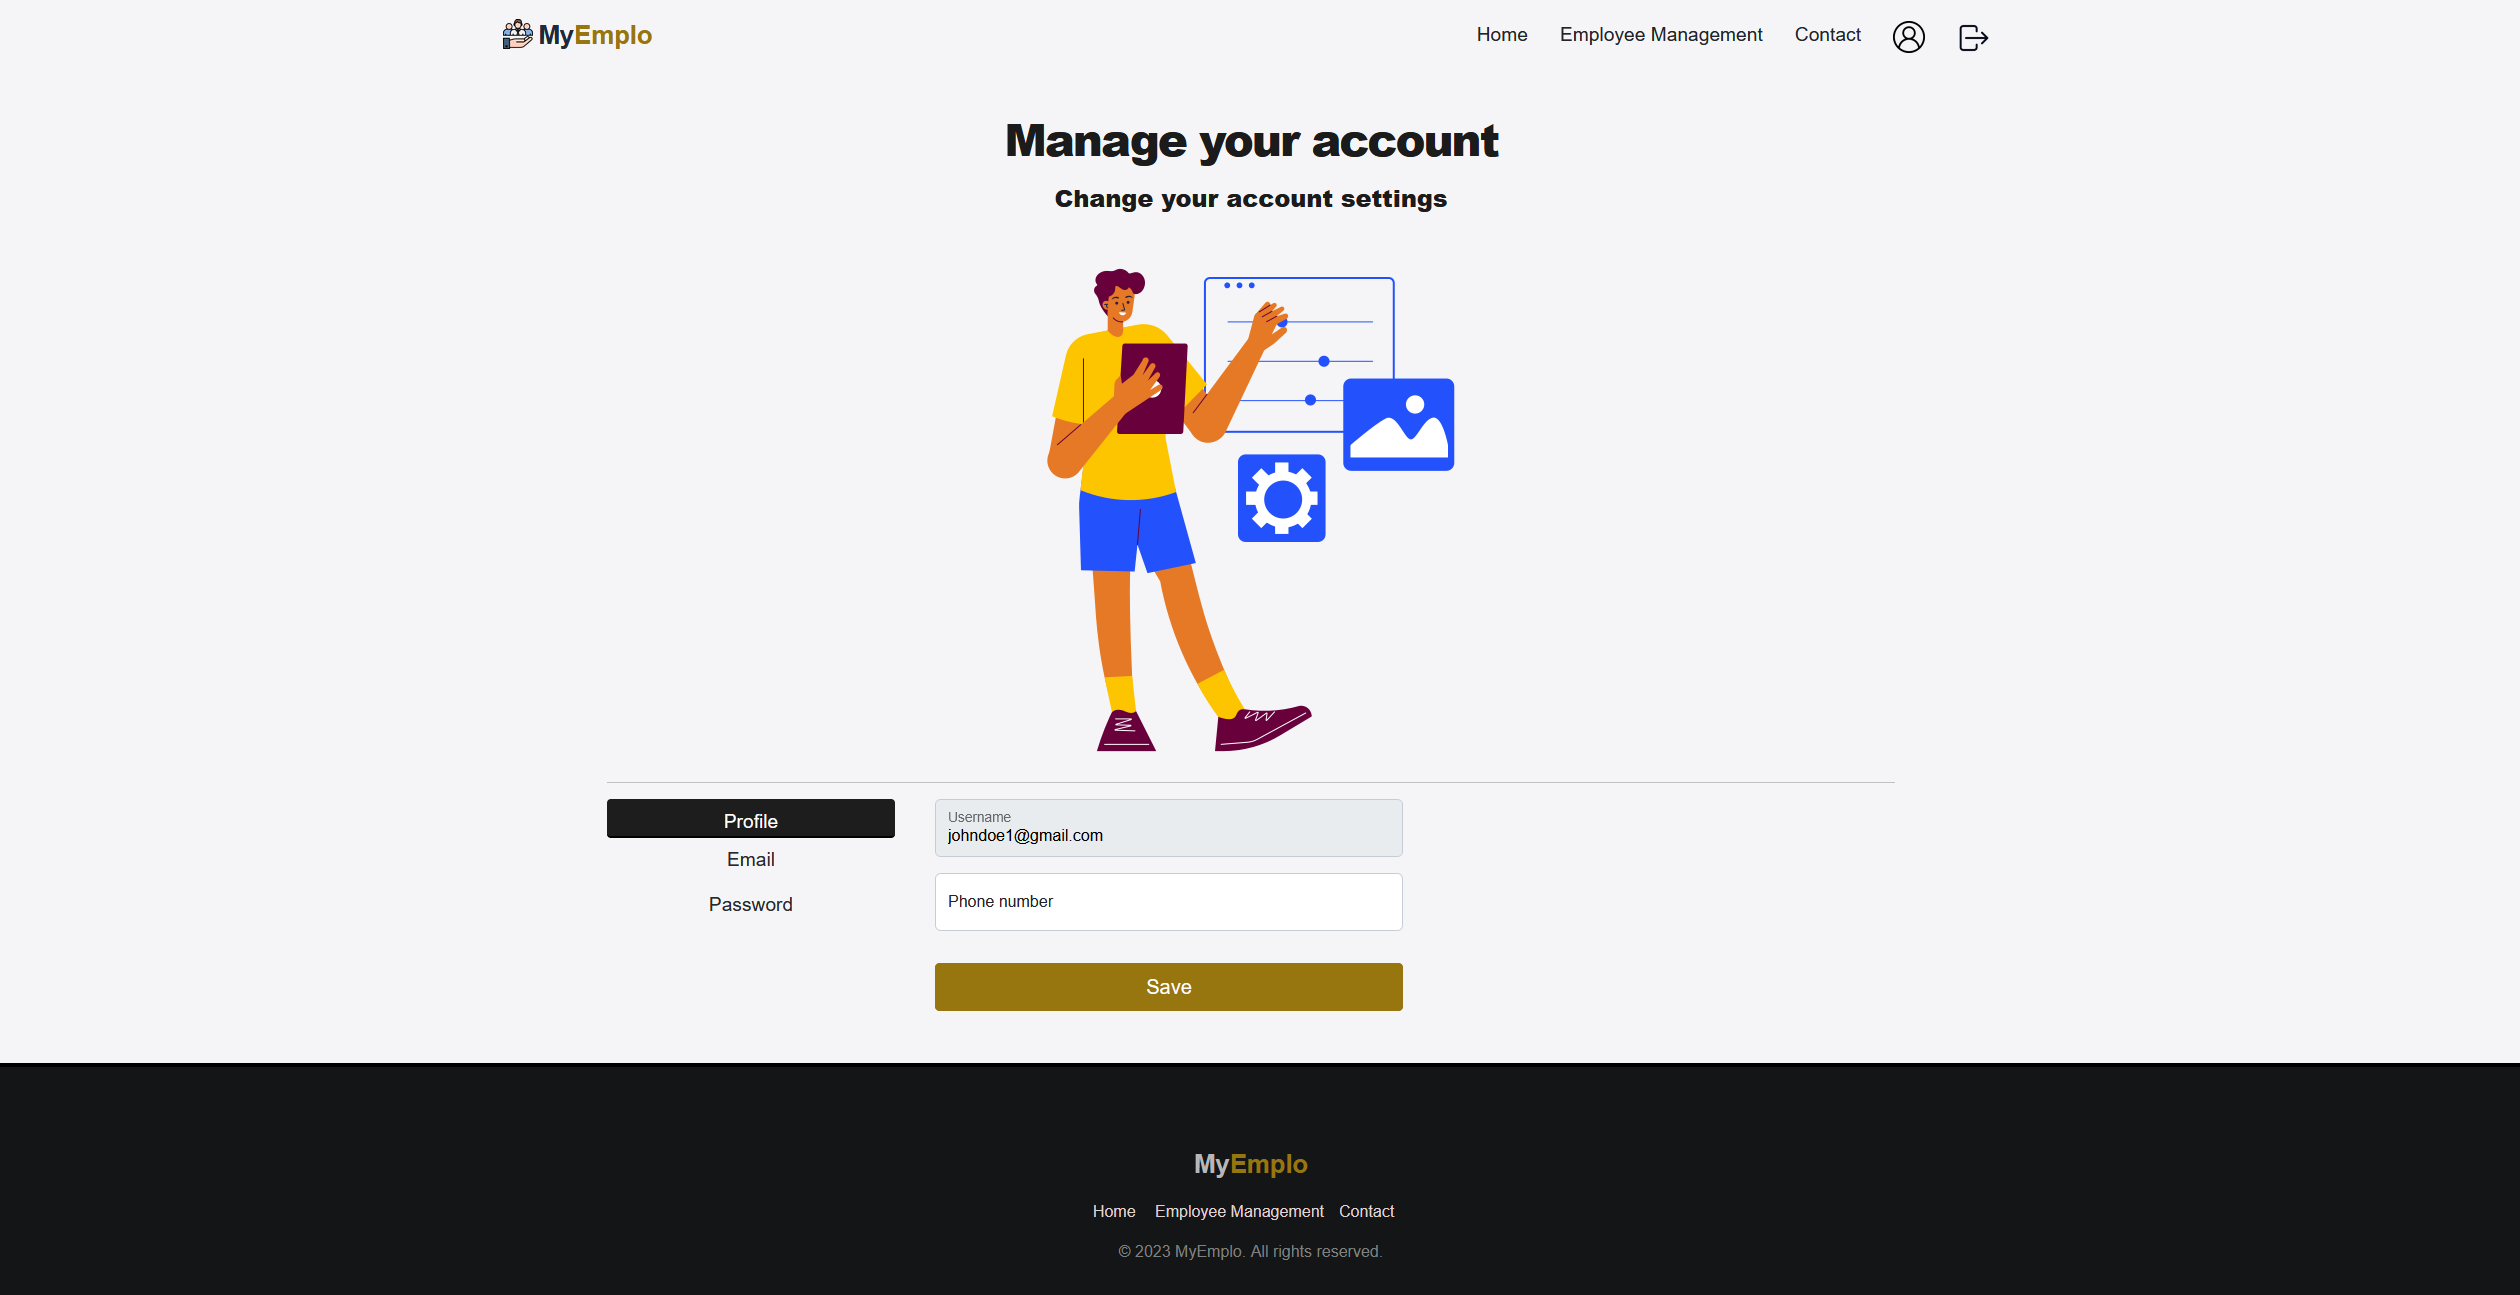 MyEmplo
Home Employee Management Contact
Manage your account
Change your account settings
Profile
Email
Password
Username
johndoe1@gmail.com
Phone number
Save
MyEmplo
Home Employee Management Contact
© 2023 MyEmplo. All rights reserved.